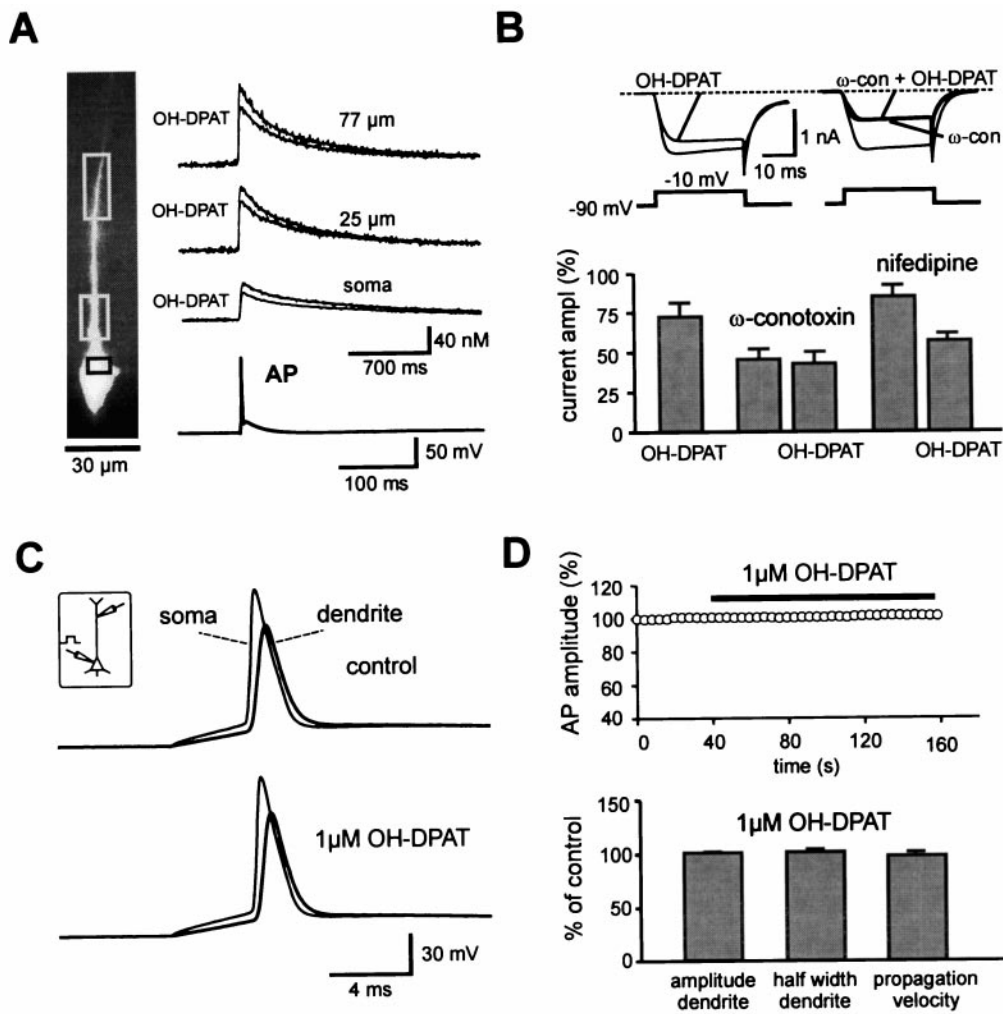 A
OH-DPAT
77 µm
OH-DPAT
25 µm
OH-DPAT
soma
40 nM
700 ms
AP
50 mV
100 ms
30 µm
B
OH-DPAT
ω-con + OH-DPAT
ω-con
1 nA
10 ms
-10 mV
-90 mV
current ampl (%)
100
75
50
25
0
ω-conotoxin
nifedipine
OH-DPAT
OH-DPAT
OH-DPAT
C
soma
dendrite
control
1µM OH-DPAT
30 mV
4 ms
D
1µM OH-DPAT
AP amplitude (%)
120
100
80
60
40
0
40
80
120
160
time (s)
1µM OH-DPAT
% of control
150
100
50
0
amplitude
dendrite
half width
dendrite
propagation
velocity